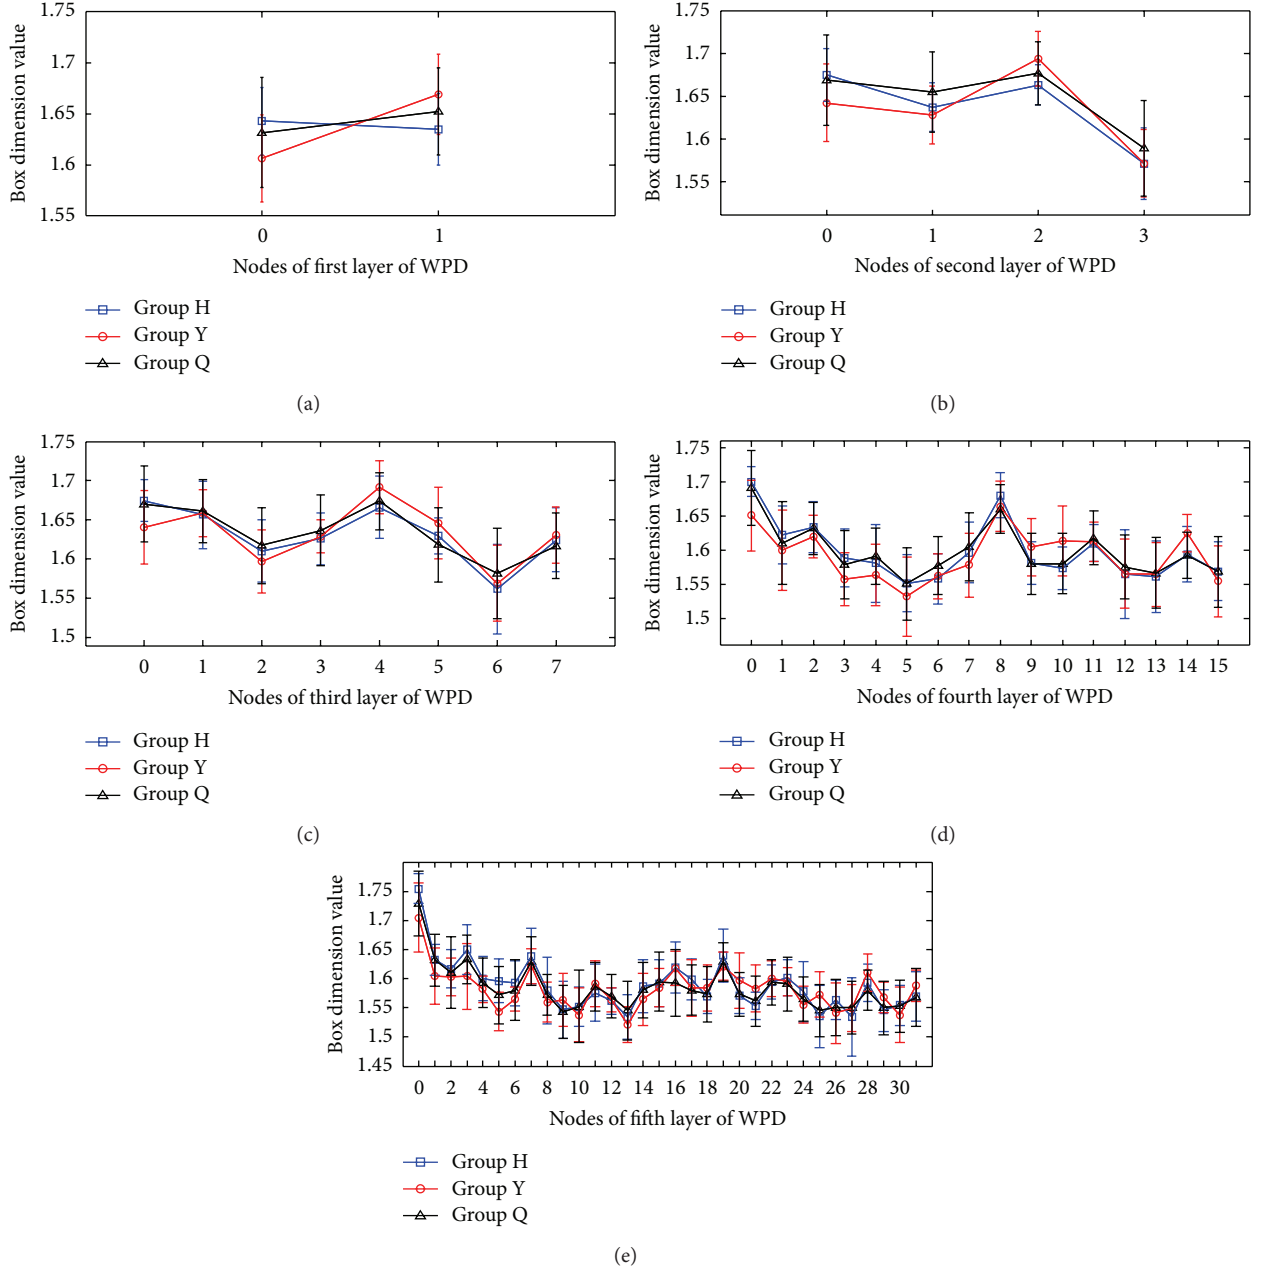 Box dimension value
1.75
1.7
1.65
1.6
1.55
0 1
Nodes of first layer of WPD
Group H
Group Y
Group Q
(a)
Box dimension value
1.75
1.7
1.65
1.6
1.55
0 1 2 3
Nodes of second layer of WPD
Group H
Group Y
Group Q
(b)
Box dimension value
1.75
1.7
1.65
1.6
1.55
1.5
0 1 2 3 4 5 6 7
Nodes of third layer of WPD
Group H
Group Y
Group Q
(c)
Box dimension value
1.75
1.7
1.65
1.6
1.55
1.5
0 1 2 3 4 5 6 7 8 9 10 11 12 13 14 15
Nodes of fourth layer of WPD
Group H
Group Y
Group Q
(d)
Box dimension value
1.75
1.7
1.65
1.6
1.55
1.5
1.45
0 2 4 6 8 10 12 14 16 18 20 22 24 26 28 30
Nodes of fifth layer of WPD
Group H
Group Y
Group Q
(e)